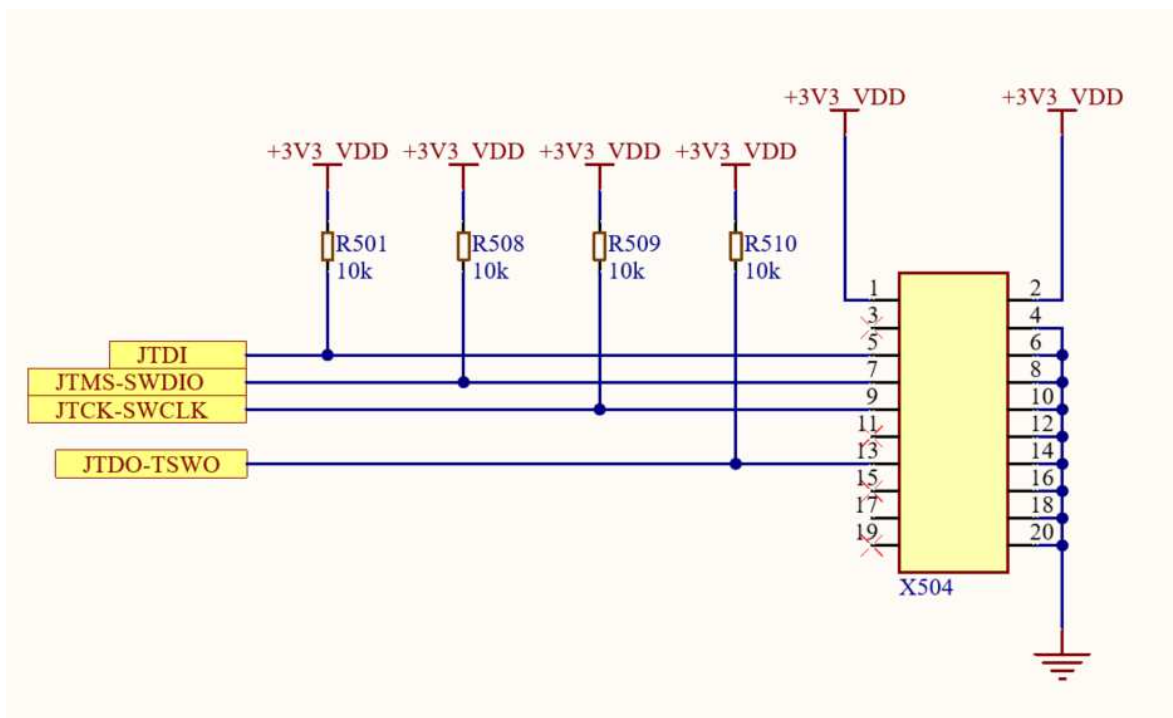 +3V3_VDD +3V3_VDD
+3V3_VDD +3V3_VDD +3V3_VDD +3V3_VDD
R501 R508 R509 R510
10k 10k 10k 10k
1 2
3 4
JTDI 5 6
JTMS-SWDIO 7 8
JTCK-SWCLK 9 10
11 12
JTDO-TSWO 13 14
15 16
17 18
19 20
X504